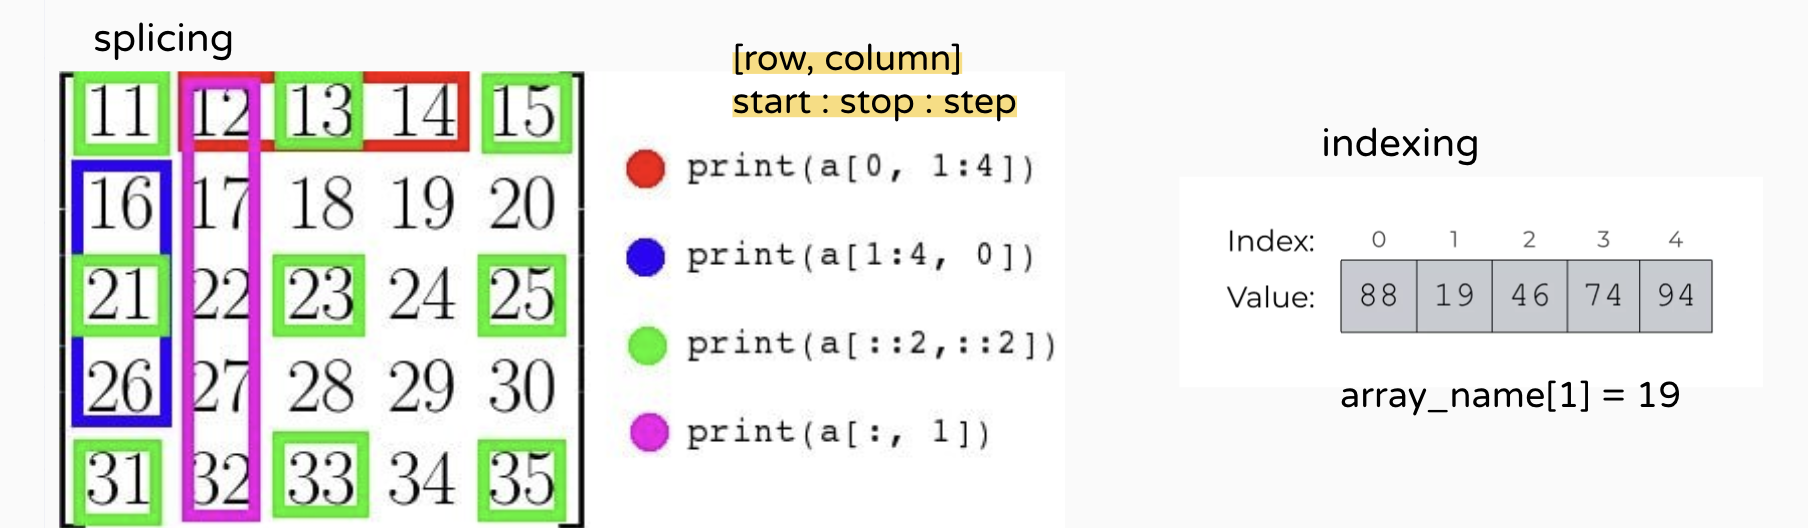 splicing
11 12 13 14 15
16 17 18 19 20
21 22 23 24 25
26 27 28 29 30
31 32 33 34 35
[row, column]
start : stop : step
print(a[0, 1:4])
print(a[1:4, 0])
print(a[::2,::2])
print(a[:, 1])
indexing
Index: 0 1 2 3 4
Value: 88 19 46 74 94
array_name[1] = 19